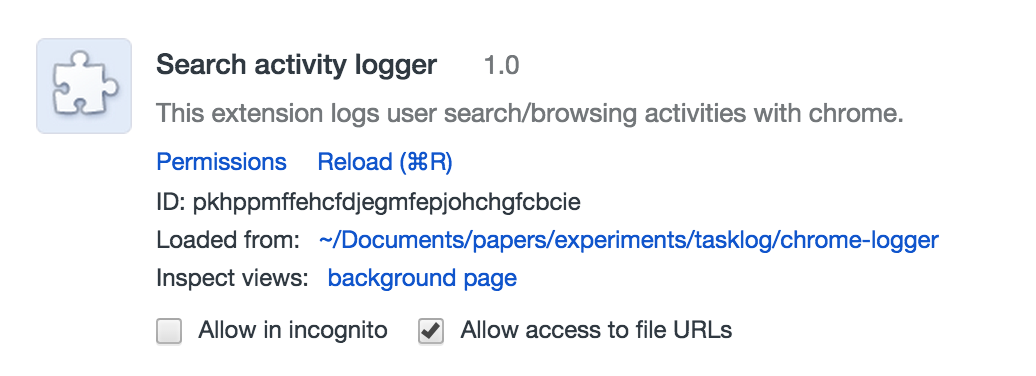 Search activity logger 1.0
This extension logs user search/browsing activities with chrome.
Permissions Reload (⌘R)
ID: pkhppmffehcfdjegmfepjohchgfcbcie
Loaded from: ~/Documents/papers/experiments/tasklog/chrome-logger
Inspect views: background page
Allow in incognito Allow access to file URLs